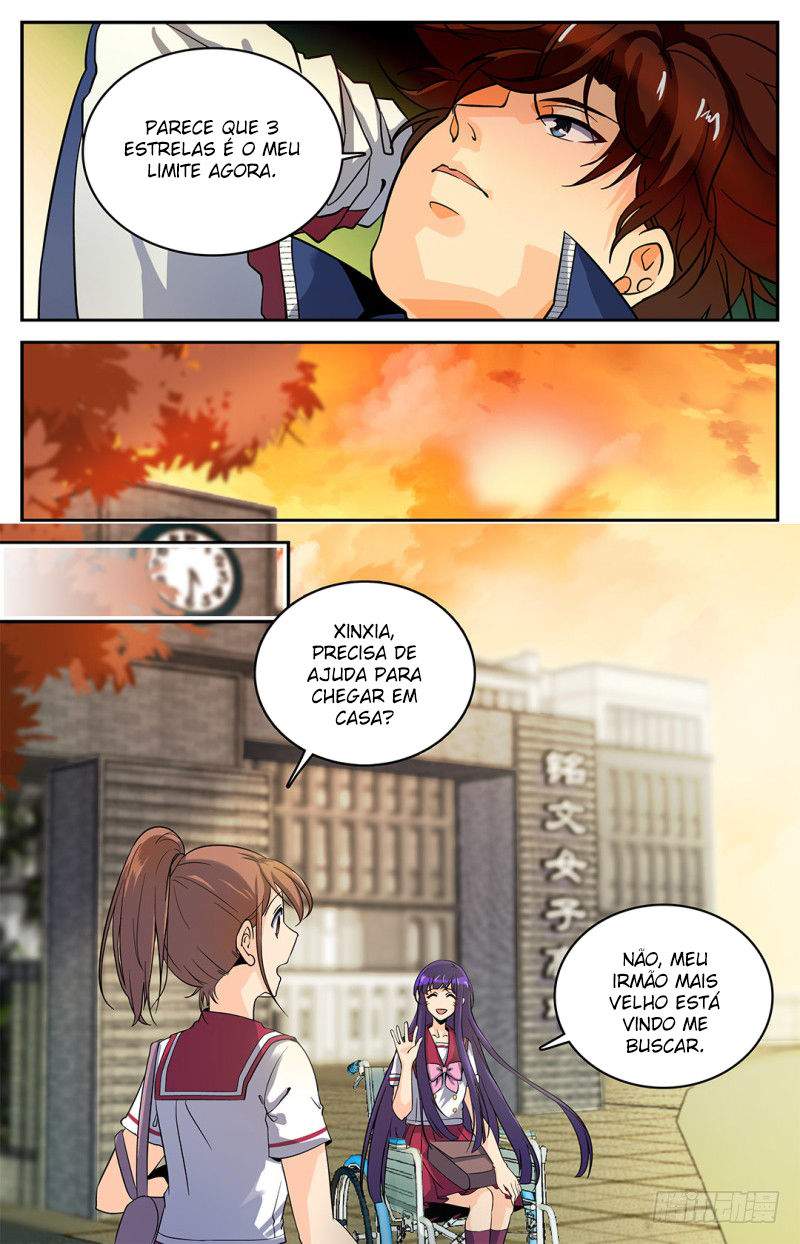 PARECE QUE 3
ESTRELAS É O MEU
LIMITE AGORA.
XINXIA,
PRECISA DE
AJUDA PARA
CHEGAR EM
CASA?
铭文女子
NÃO, MEU
IRMÃO MAIS
VELHO ESTÁ
VINDO ME
BUSCAR.